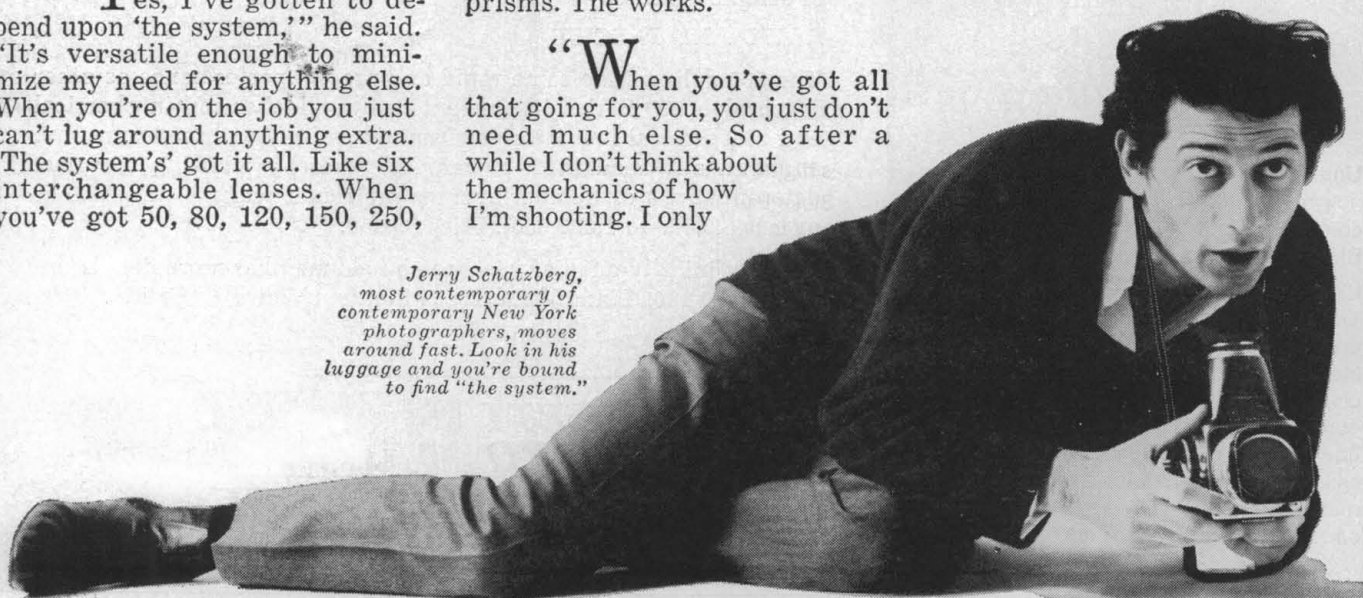 Yes, I've gotten to de-
pend upon 'the system,'" he said.
"It's versatile enough to mini-
mize my need for anything else.
When you're on the job you just
can't lug around anything extra.
'The system's' got it all. Like six
interchangeable lenses. When
you've got 50, 80, 120, 150, 250,
prisms. The works.
"When you've got all
that going for you, you just don't
need much else. So after a
while I don't think about
the mechanics of how
I'm shooting. I only
Jerry Schatzberg,
most contemporary of
contemporary New York
photographers, moves
around fast. Look in his
luggage and you're bound
to find "the system."